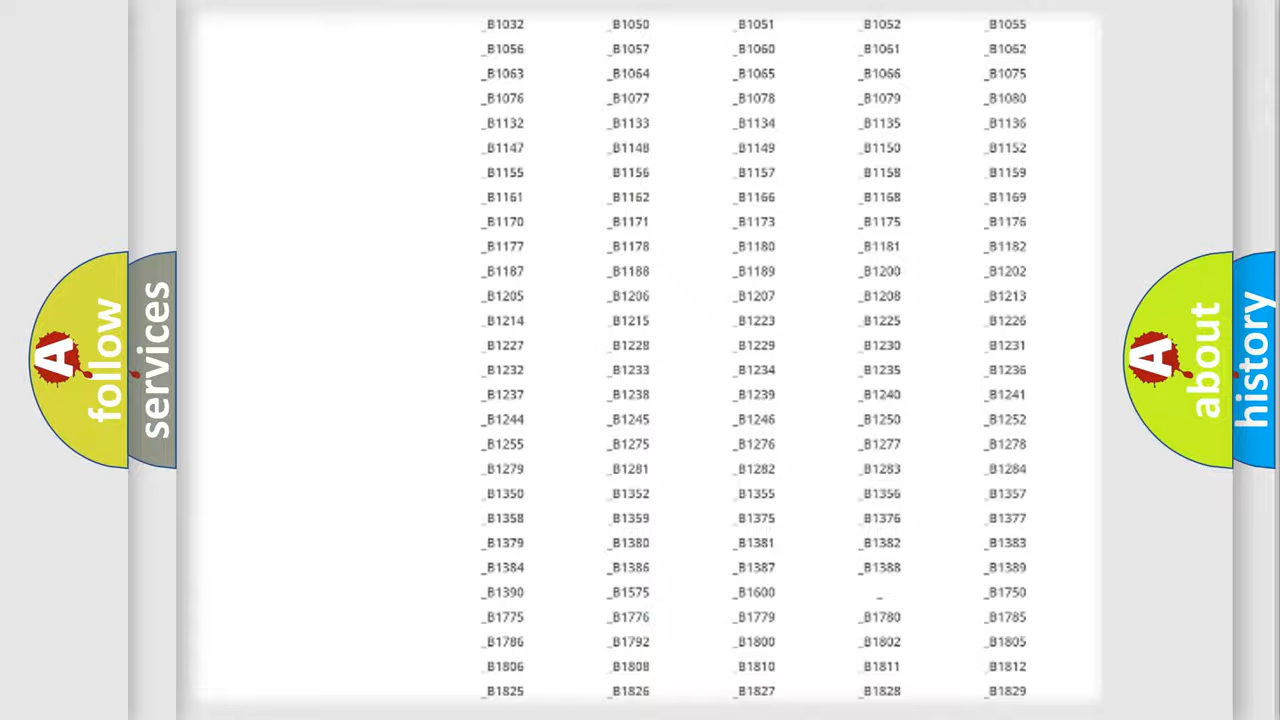 _B1032 _B1050 _B1051 _B1052 _B1055
_B1056 _B1057 _B1060 _B1061 _B1062
_B1063 _B1064 _B1065 _B1066 _B1075
_B1076 _B1077 _B1078 _B1079 _B1080
_B1132 _B1133 _B1134 _B1135 _B1136
_B1147 _B1148 _B1149 _B1150 _B1152
_B1155 _B1156 _B1157 _B1158 _B1159
_B1161 _B1162 _B1166 _B1168 _B1169
_B1170 _B1171 _B1173 _B1175 _B1176
_B1177 _B1178 _B1180 _B1181 _B1182
_B1187 _B1188 _B1189 _B1200 _B1202
_B1205 _B1206 _B1207 _B1208 _B1213
_B1214 _B1215 _B1223 _B1225 _B1226
_B1227 _B1228 _B1229 _B1230 _B1231
_B1232 _B1233 _B1234 _B1235 _B1236
_B1237 _B1238 _B1239 _B1240 _B1241
_B1244 _B1245 _B1246 _B1250 _B1252
_B1255 _B1275 _B1276 _B1277 _B1278
_B1279 _B1281 _B1282 _B1283 _B1284
_B1350 _B1352 _B1355 _B1356 _B1357
_B1358 _B1359 _B1375 _B1376 _B1377
_B1379 _B1380 _B1381 _B1382 _B1383
_B1384 _B1386 _B1387 _B1388 _B1389
_B1390 _B1575 _B1600 _ _B1750
_B1775 _B1776 _B1779 _B1780 _B1785
_B1786 _B1792 _B1800 _B1802 _B1805
_B1806 _B1808 _B1810 _B1811 _B1812
_B1825 _B1826 _B1827 _B1828 _B1829
A
follow
services
A
about
history